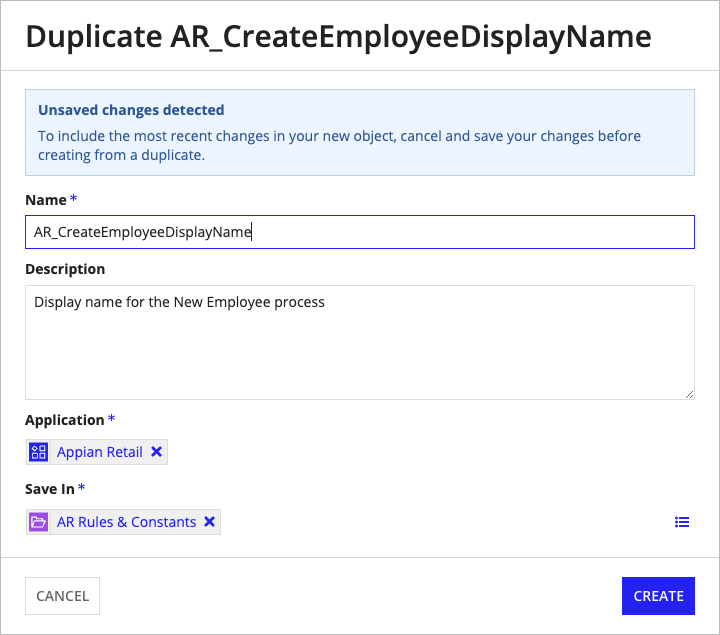 Duplicate AR_CreateEmployeeDisplayName
Unsaved changes detected
To include the most recent changes in your new object, cancel and save your changes before
creating from a duplicate.
Name *
AR_CreateEmployeeDisplayName
Description
Display name for the New Employee process
Application *
Appian Retail
Save In *
AR Rules & Constants
CANCEL
CREATE